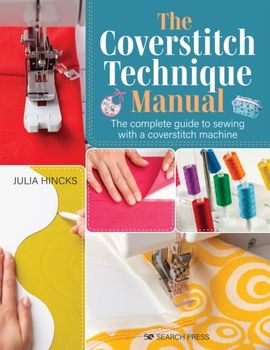 The
Coverstitch
Technique
Manual
The complete guide to sewing
with a coverstitch machine
JULIA HINCKS
SEARCH PRESS